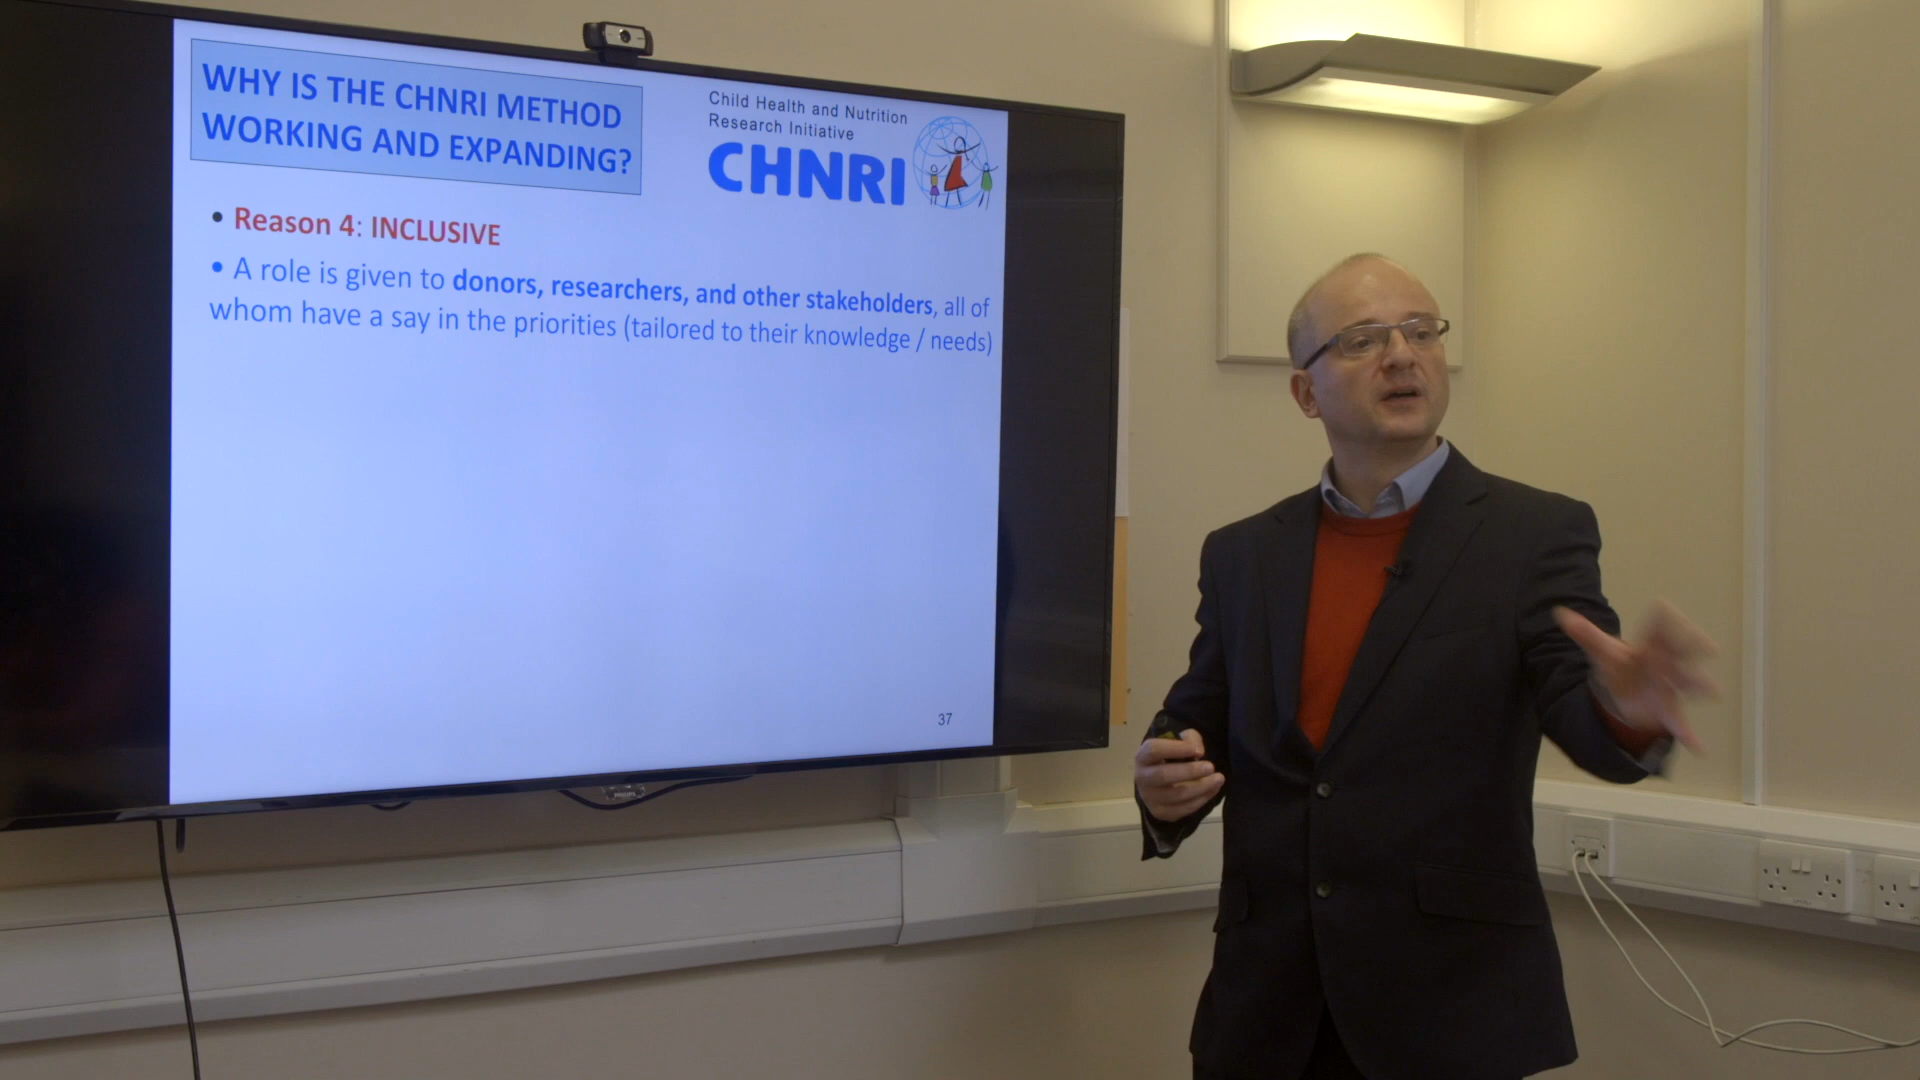 WHY IS THE CHNRI METHOD
WORKING AND EXPANDING?
Child Health and Nutrition
Research Initiative
CHNRI
• Reason 4: INCLUSIVE
• A role is given to donors, researchers, and other stakeholders, all of
whom have a say in the priorities (tailored to their knowledge / needs)
37
PHILIPS